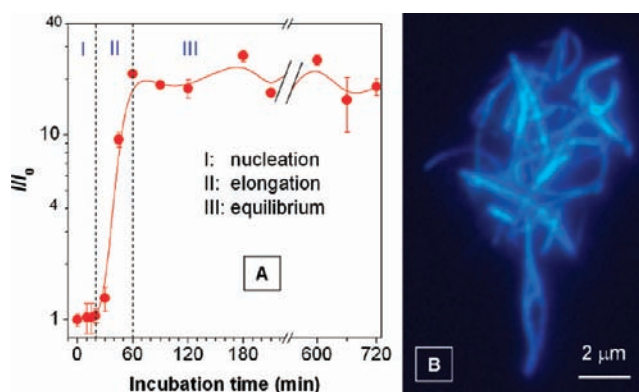 40
10
4
1
I/I0
I
II
III
I: nucleation
II: elongation
III: equilibrium
A
0 60 120 180 600 720
Incubation time (min)
B
2 μm